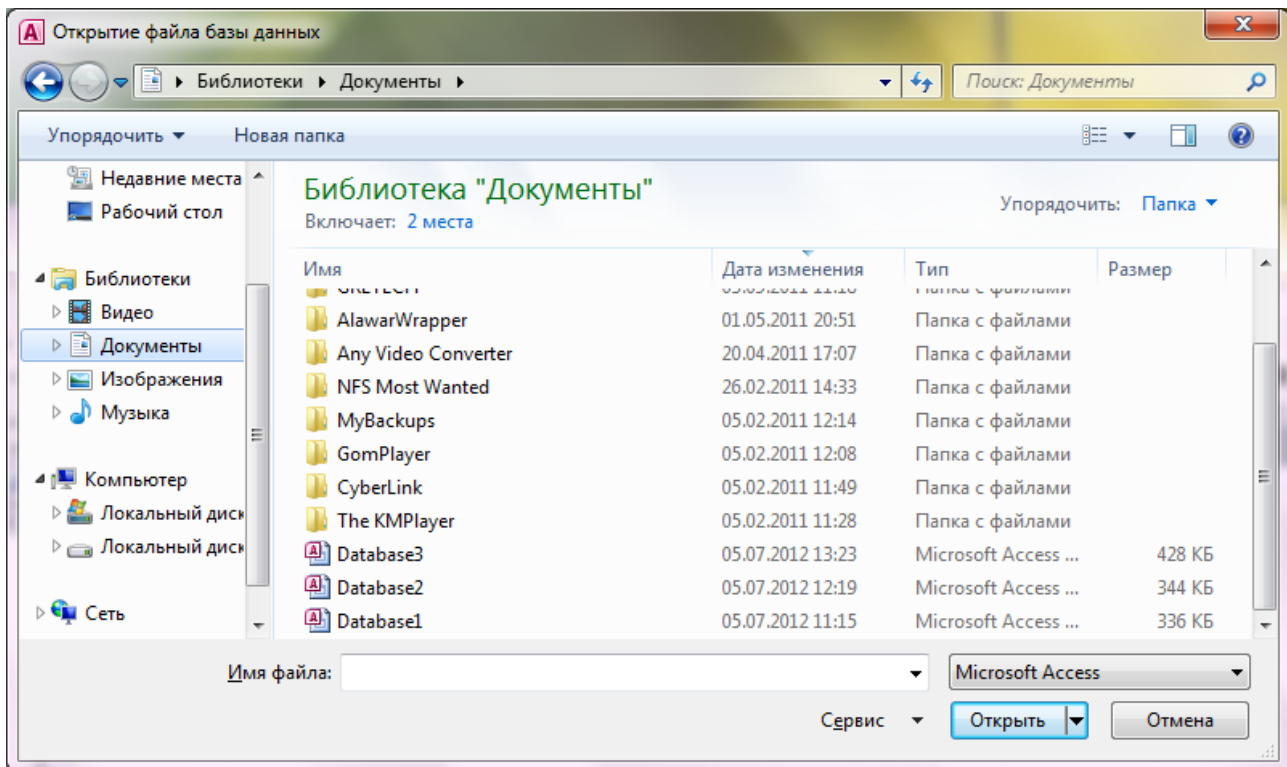 Открытие файла базы данных
Библиотеки Документы
Поиск: Документы
Упорядочить Новая папка
Недавние места
Рабочий стол
Библиотеки
Видео
Документы
Изображения
Музыка
Компьютер
Локальный диск
Локальный диск
Сеть
Библиотека "Документы"
Включает: 2 места
Упорядочить: Папка
Имя Дата изменения Тип Размер
AlawarWrapper 01.05.2011 20:51 Папка с файлами
Any Video Converter 20.04.2011 17:07 Папка с файлами
NFS Most Wanted 26.02.2011 14:33 Папка с файлами
MyBackups 05.02.2011 12:14 Папка с файлами
GomPlayer 05.02.2011 12:08 Папка с файлами
CyberLink 05.02.2011 11:49 Папка с файлами
The KMPlayer 05.02.2011 11:28 Папка с файлами
Database3 05.07.2012 13:23 Microsoft Access ... 428 КБ
Database2 05.07.2012 12:19 Microsoft Access ... 344 КБ
Database1 05.07.2012 11:15 Microsoft Access ... 336 КБ
Имя файла:
Microsoft Access
Сервис Открыть Отмена